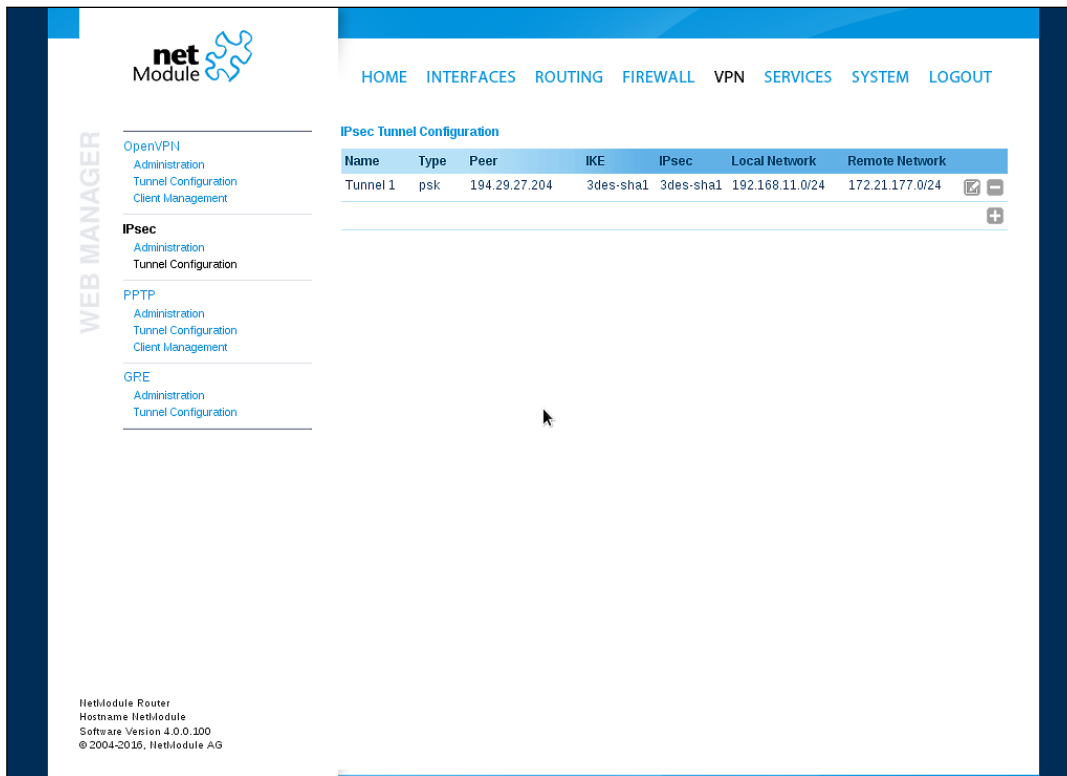 net
Module
HOME INTERFACES ROUTING FIREWALL VPN SERVICES SYSTEM LOGOUT
WEB MANAGER
OpenVPN
Administration
Tunnel Configuration
Client Management
IPsec
Administration
Tunnel Configuration
PPTP
Administration
Tunnel Configuration
Client Management
GRE
Administration
Tunnel Configuration
IPsec Tunnel Configuration
Name Type Peer IKE IPsec Local Network Remote Network
Tunnel 1 psk 194.29.27.204 3des-sha1 3des-sha1 192.168.11.0/24 172.21.177.0/24
NetModule Router
Hostname NetModule
Software Version 4.0.0.100
© 2004-2016, NetModule AG